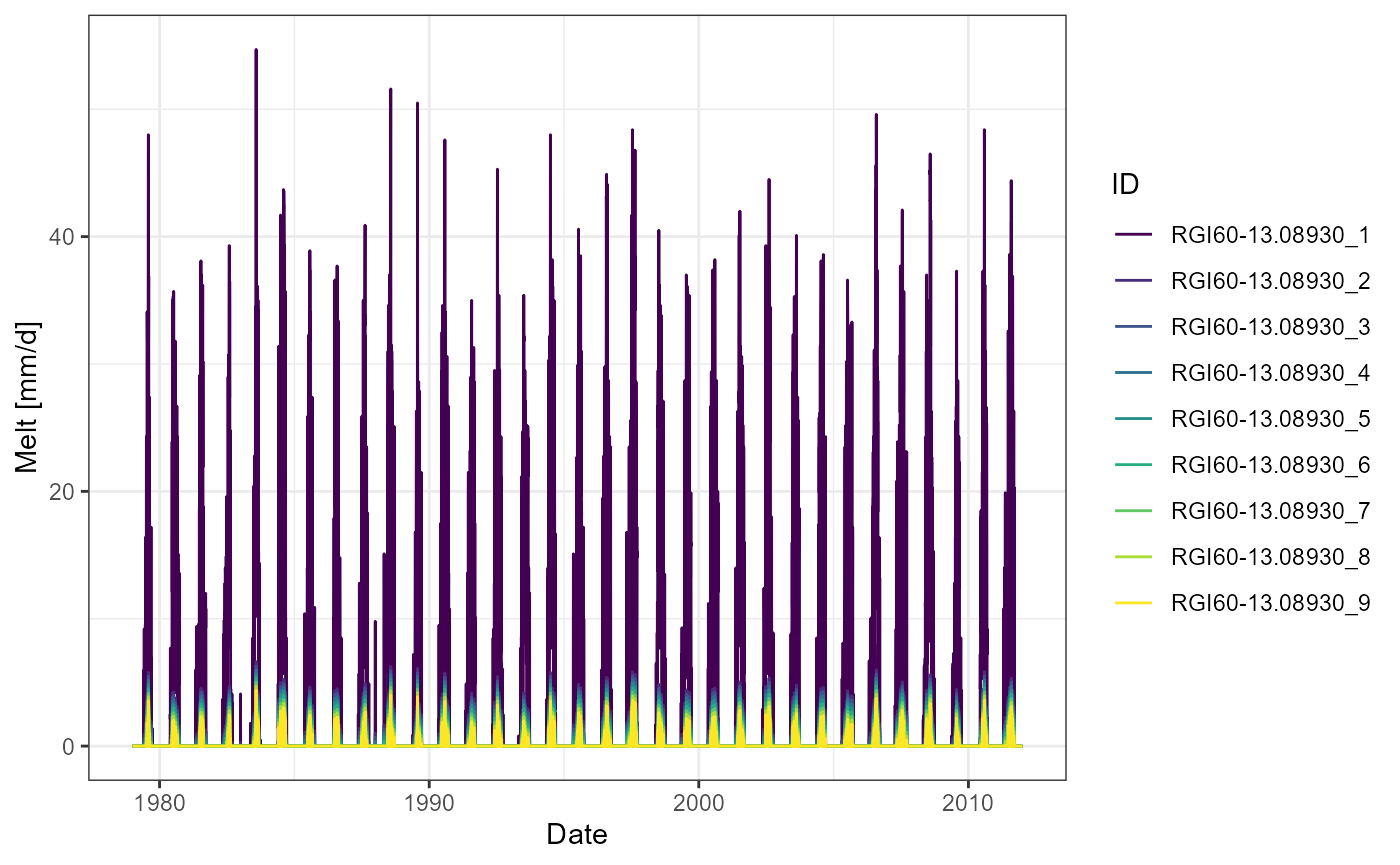 40
20
0
1980
1990
2000
2010
Date
Melt [mm/d]
ID
RGI60-13.08930_1
RGI60-13.08930_2
RGI60-13.08930_3
RGI60-13.08930_4
RGI60-13.08930_5
RGI60-13.08930_6
RGI60-13.08930_7
RGI60-13.08930_8
RGI60-13.08930_9